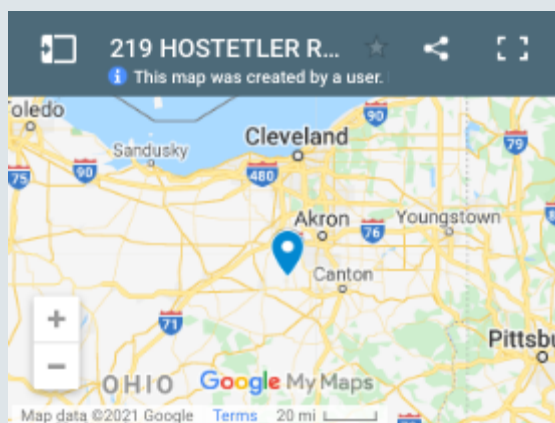 219 HOSTETLER R...
This map was created by a user.
Toledo
90
Cleveland
79
Sandusky
75
90
480
Akron
76
Youngstown
Canton
71
Pittsbu
OHIO
Google My Maps
Map data ©2021 Google Terms 20 mi